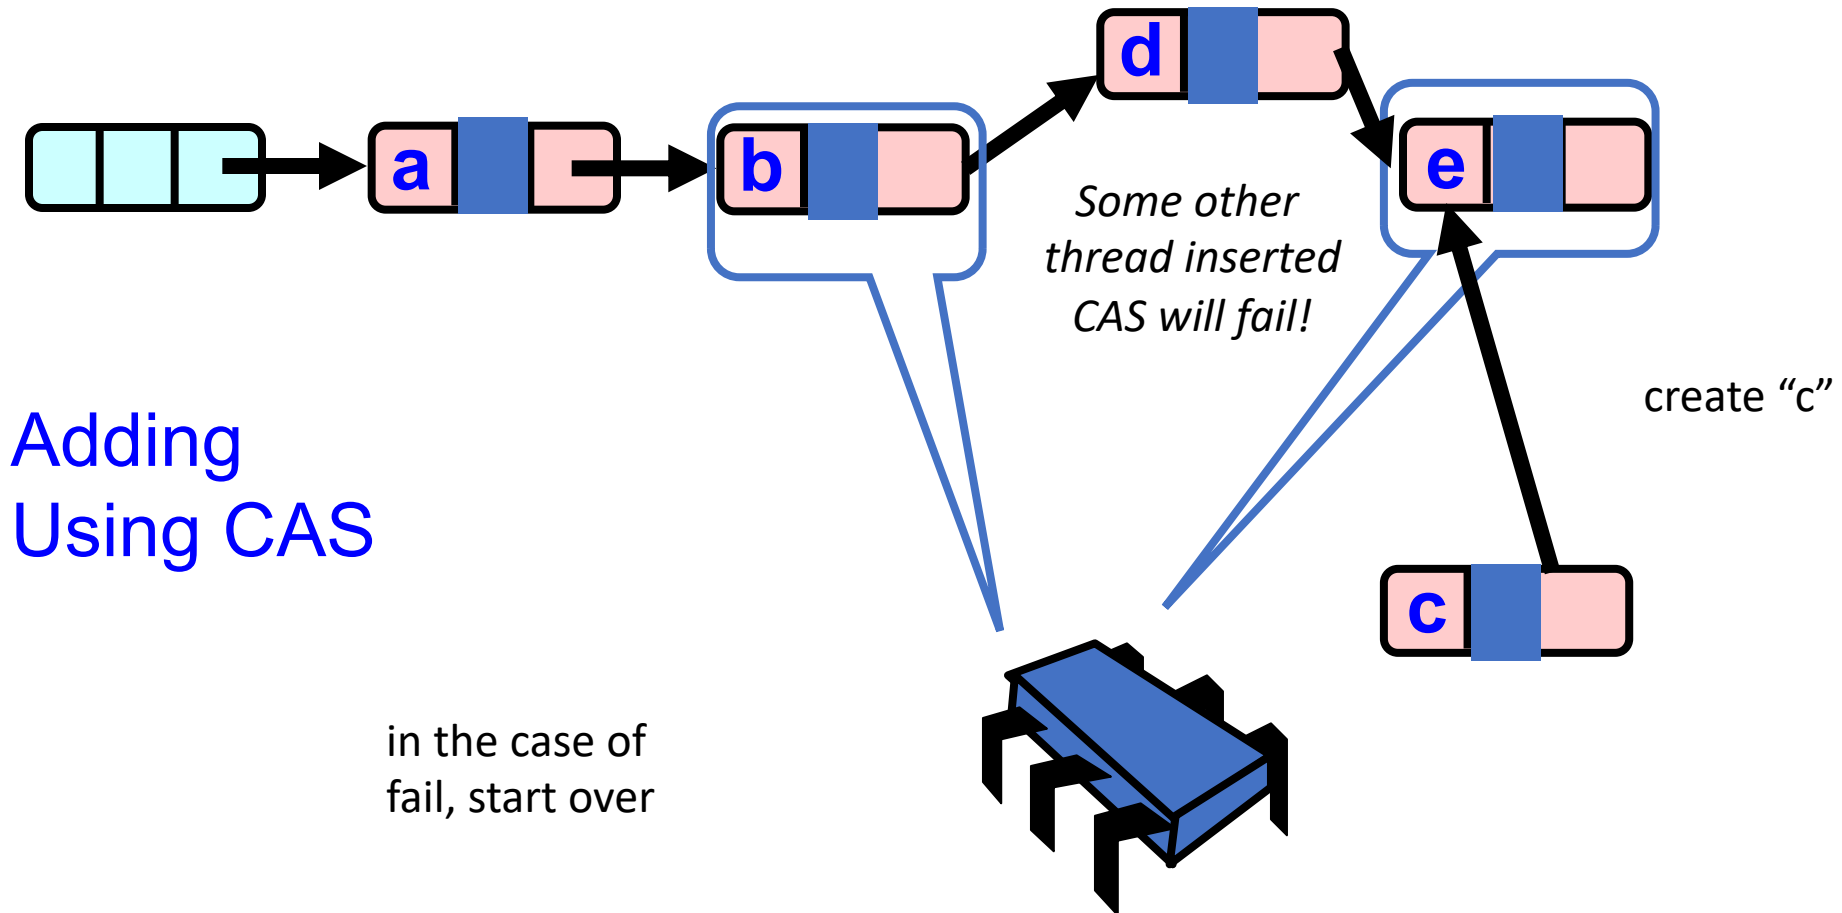 d
a
b
e
Some other
thread inserted
CAS will fail!
create “c”
Adding
Using CAS
c
in the case of
fail, start over